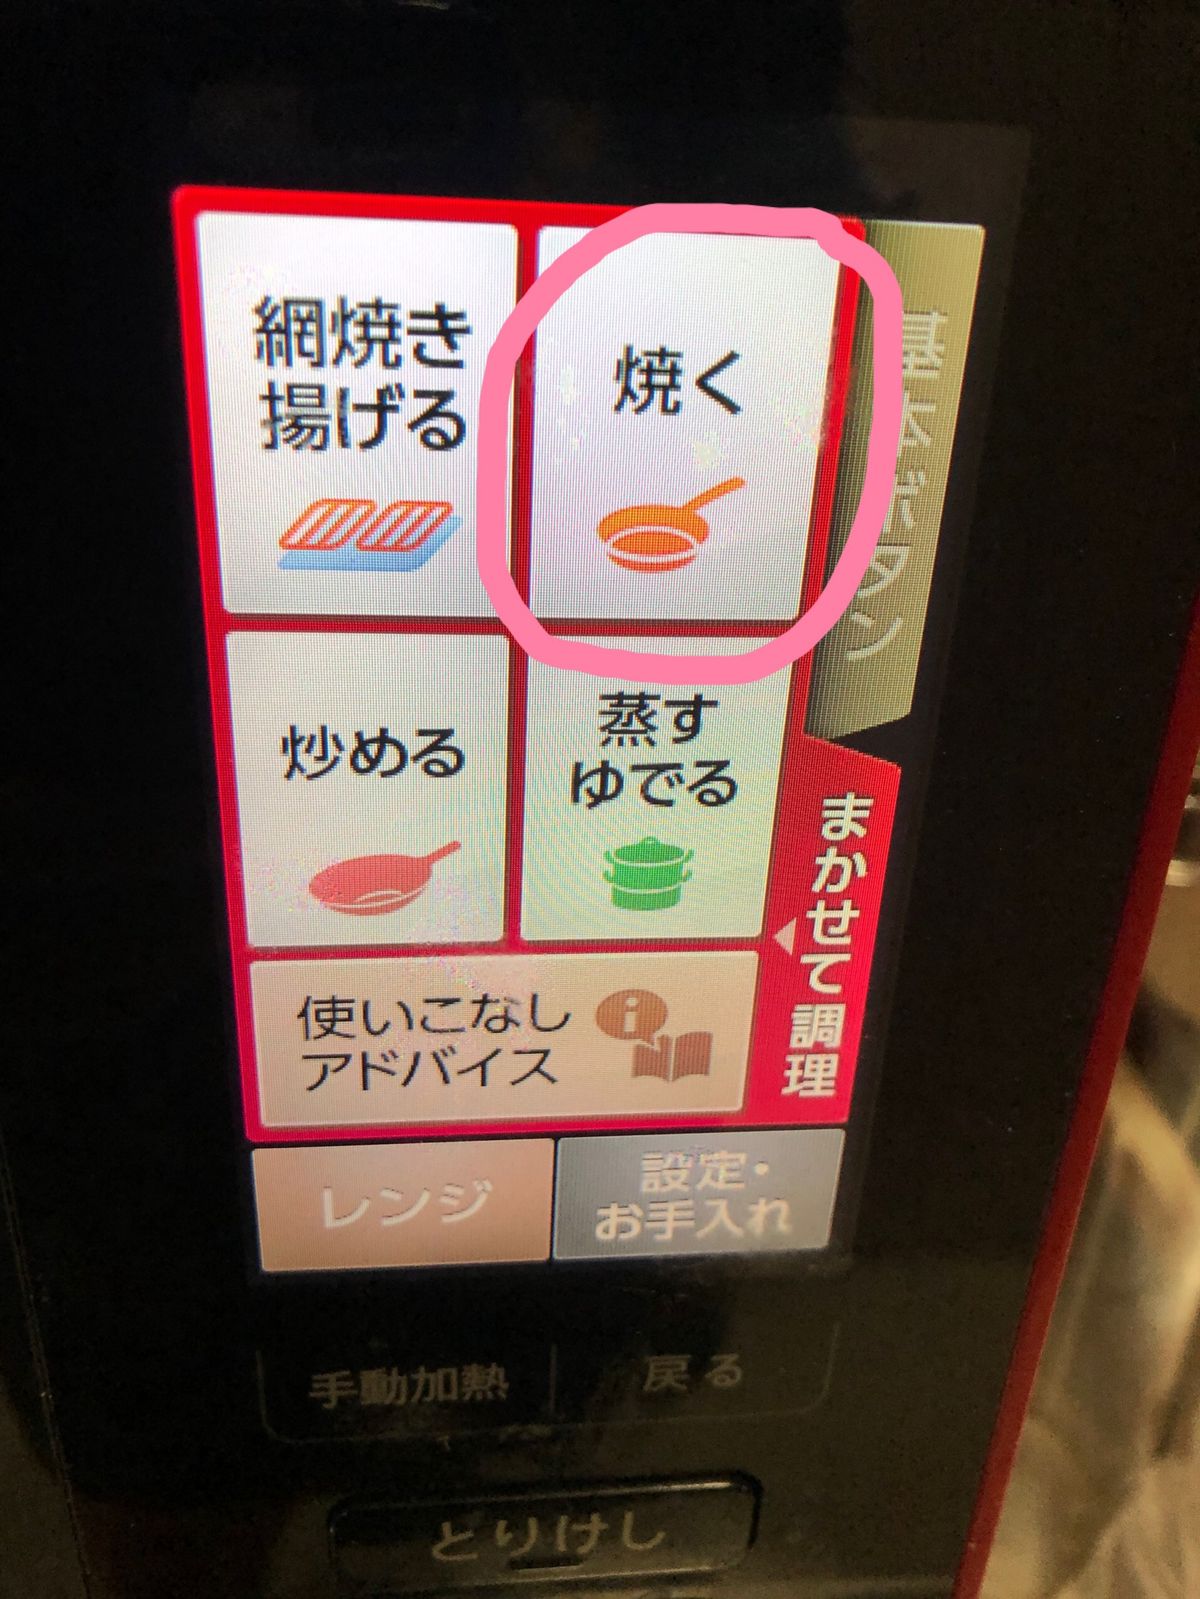 網焼き
揚げる
焼く
炒める
蒸す
ゆでる
使いこなし
アドバイス
基本ボタン
まかせて調理
レンジ
設定・
お手入れ
手動加熱
戻る
とりけし